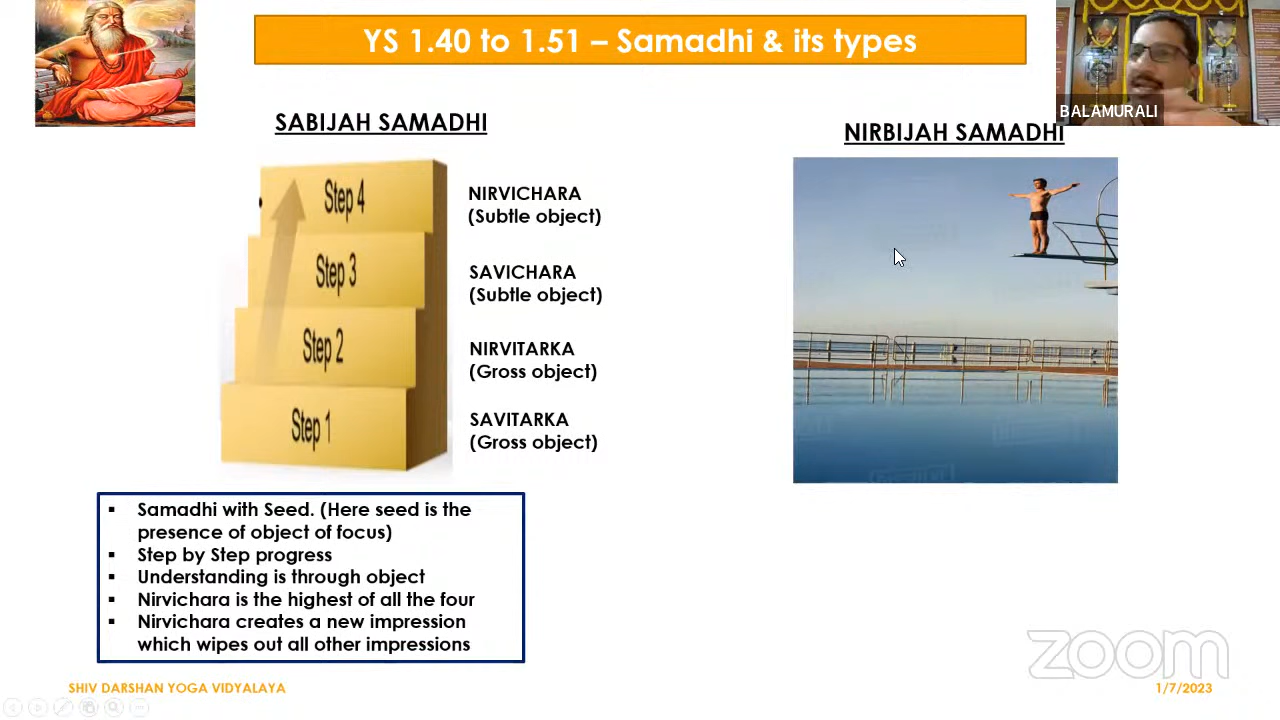 YS 1.40 to 1.51 – Samadhi & its types
BALAMURALI
SABIJAH SAMADHI
NIRBIJAH SAMADHI
Step 4
NIRVICHARA
(Subtle object)
Step 3
SAVICHARA
(Subtle object)
Step 2
NIRVITARKA
(Gross object)
Step 1
SAVITARKA
(Gross object)
▪ Samadhi with Seed. (Here seed is the
presence of object of focus)
▪ Step by Step progress
▪ Understanding is through object
▪ Nirvichara is the highest of all the four
▪ Nirvichara creates a new impression
which wipes out all other impressions
zoom
SHIV DARSHAN YOGA VIDYALAYA
1/7/2023